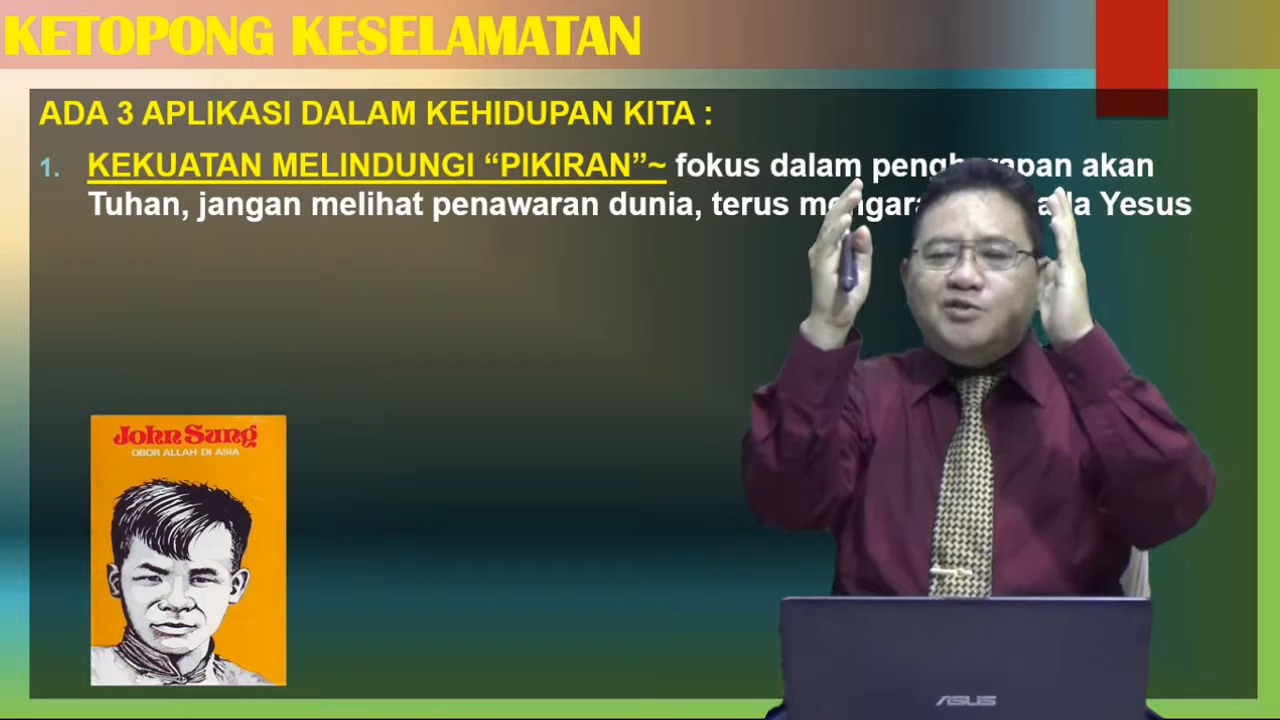 KETOPONG KESELAMATAN
ADA 3 APLIKASI DALAM KEHIDUPAN KITA :
1. KEKUATAN MELINDUNGI “PIKIRAN”~ fokus dalam akan
Tuhan, jangan melihat penawaran dunia, terus Yesus
John Sung
OBOR ALLAH DI ASIA
ASUS